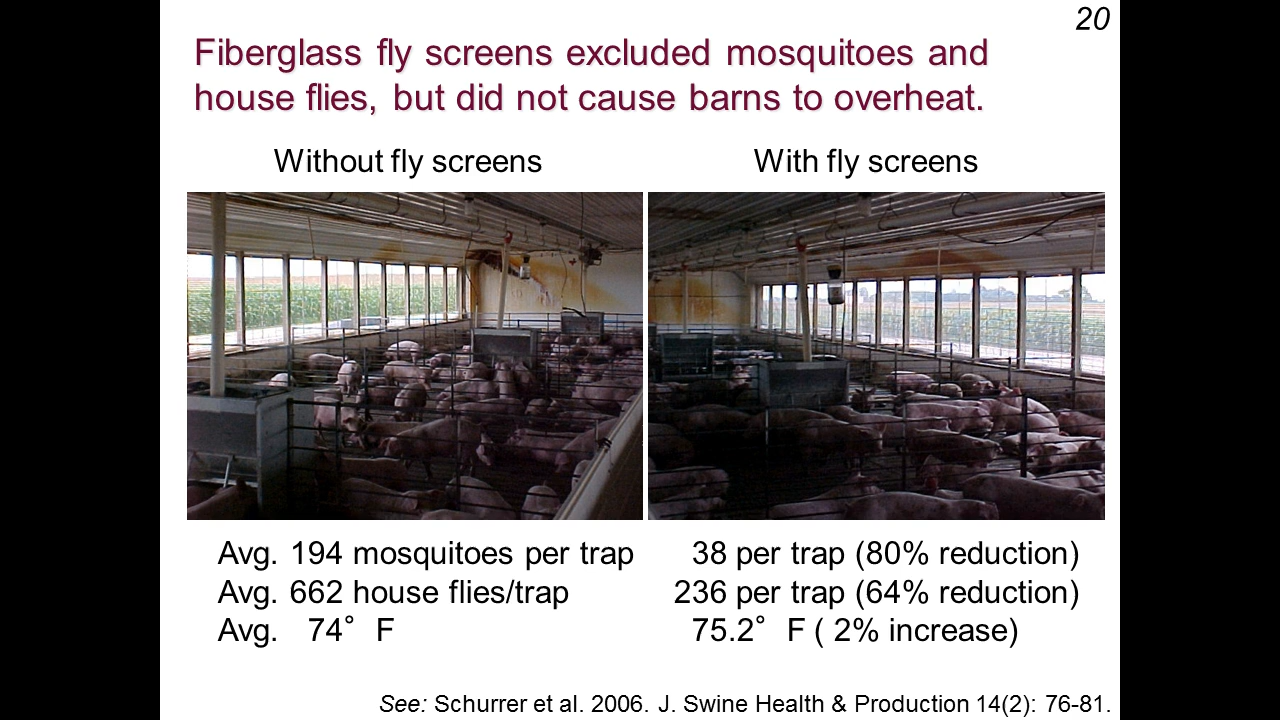 20
Fiberglass fly screens excluded mosquitoes and
house flies, but did not cause barns to overheat.
Without fly screens
With fly screens
Avg. 194 mosquitoes per trap
38 per trap (80% reduction)
Avg. 662 house flies/trap
236 per trap (64% reduction)
Avg. 74° F
75.2° F ( 2% increase)
See: Schurrer et al. 2006. J. Swine Health & Production 14(2): 76-81.